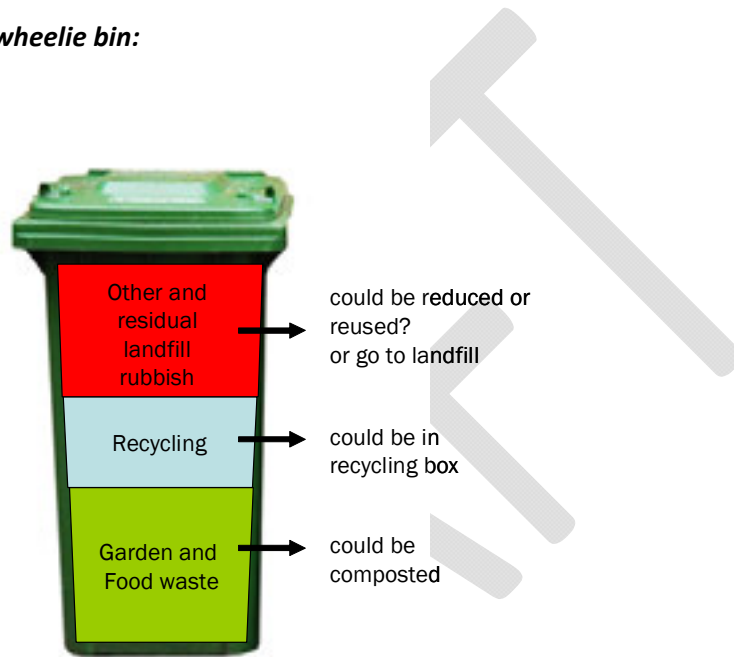 wheelie bin:
Other and
residual
landfill
rubbish
could be reduced or
reused?
or go to landfill
Recycling
could be in
recycling box
Garden and
Food waste
could be
composted